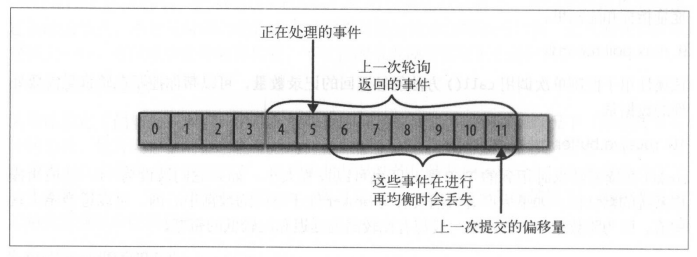 正在处理的事件
上一次轮询
返回的事件
0 1 2 3 4 5 6 7 8 9 10 11
这些事件在进行
再均衡时会丢失
上一次提交的偏移量